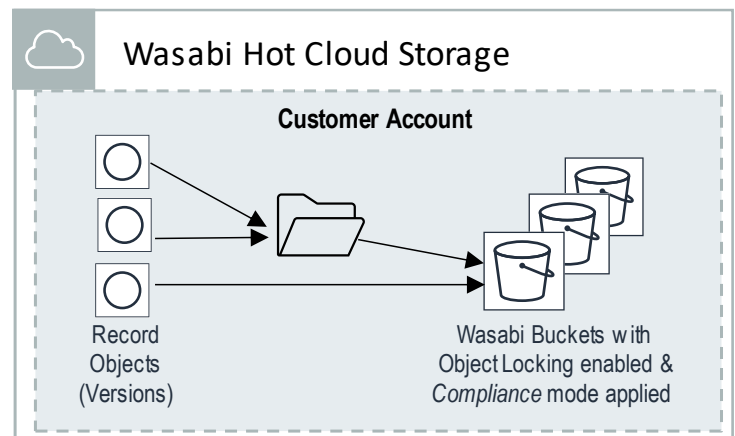 Wasabi Hot Cloud Storage
Customer Account
Record
Objects
(Versions)
Wasabi Buckets with
Object Locking enabled &
Compliance mode applied